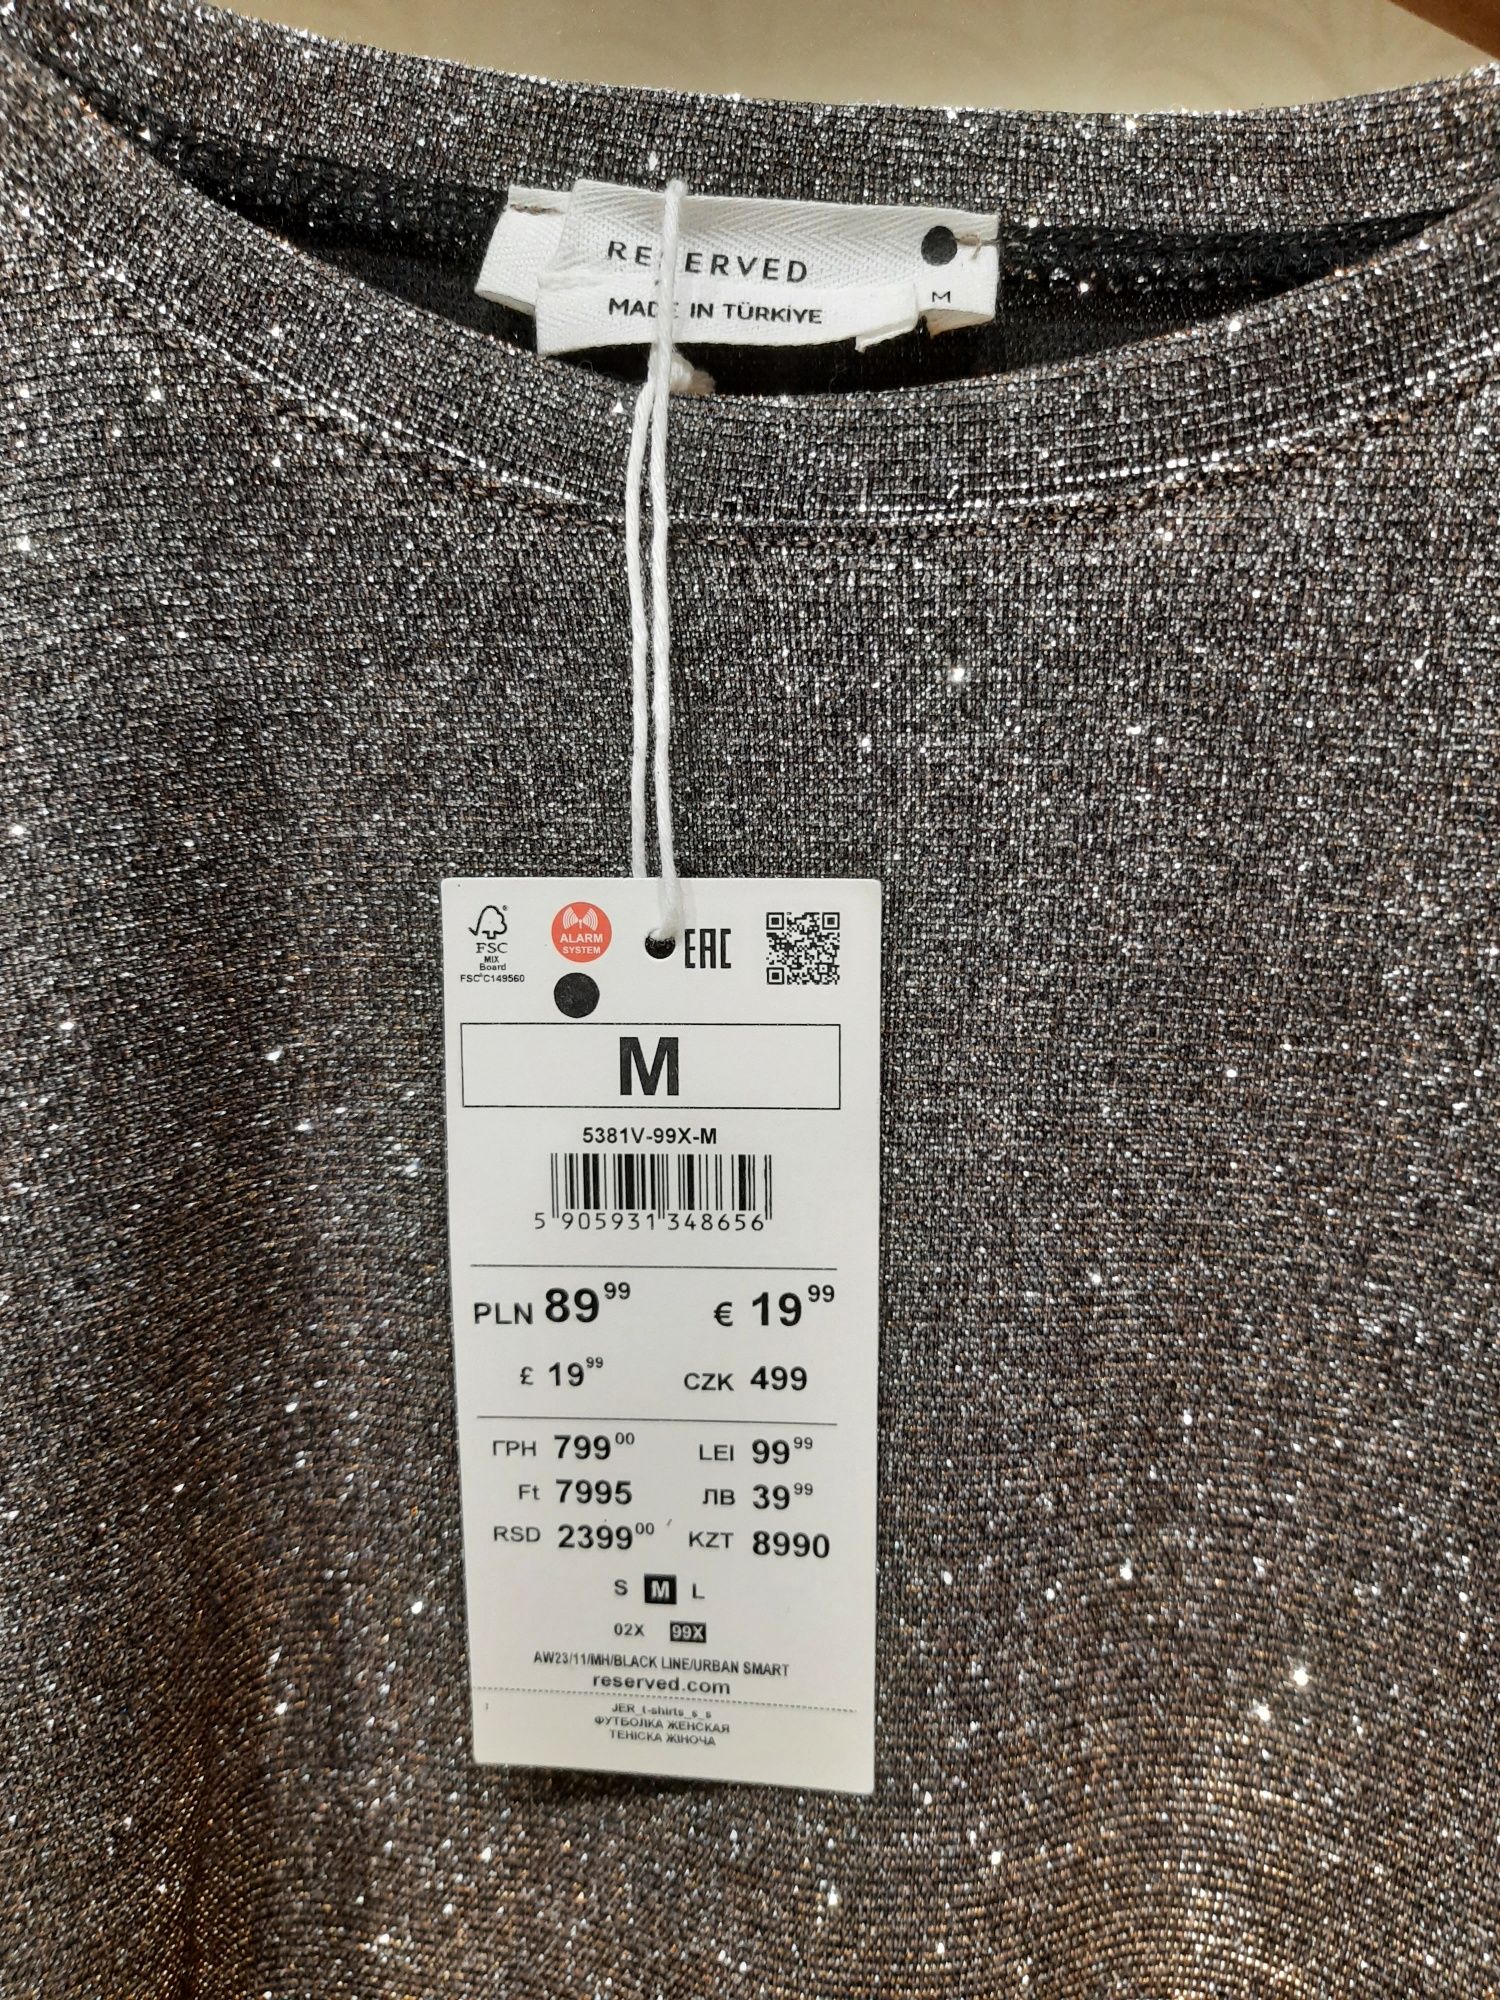 RESERVED
MADE IN TÜRKİYE
M
FSC
MIX
Board
FSC® C149560
ALARM
SYSTEM
EAC
M
5381V-99X-M
5 905931 348656
PLN 89 99 € 19 99
£ 19 99 CZK 499
ГРН 799 00 LEI 99 99
Ft 7995 ЛВ 39 99
RSD 2399 00 KZT 8990
S M L
02X 99X
AW23/11/MH/BLACK LINE/URBAN SMART
reserved.com
JER_t-shirts_s_s
ФУТБОЛКА ЖЕНСКАЯ
ТЕНІСКА ЖІНОЧА